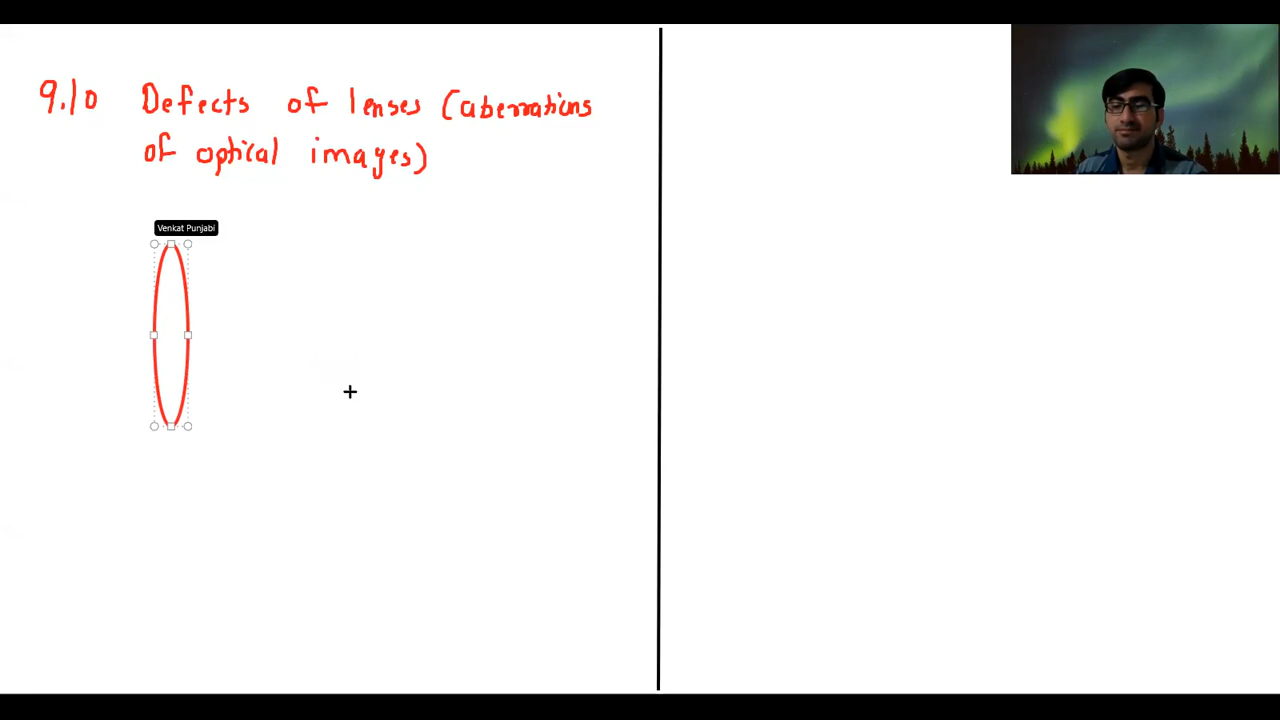 9.10 Defects of lenses (aberrations
of optical images)
Venkat Punjabi